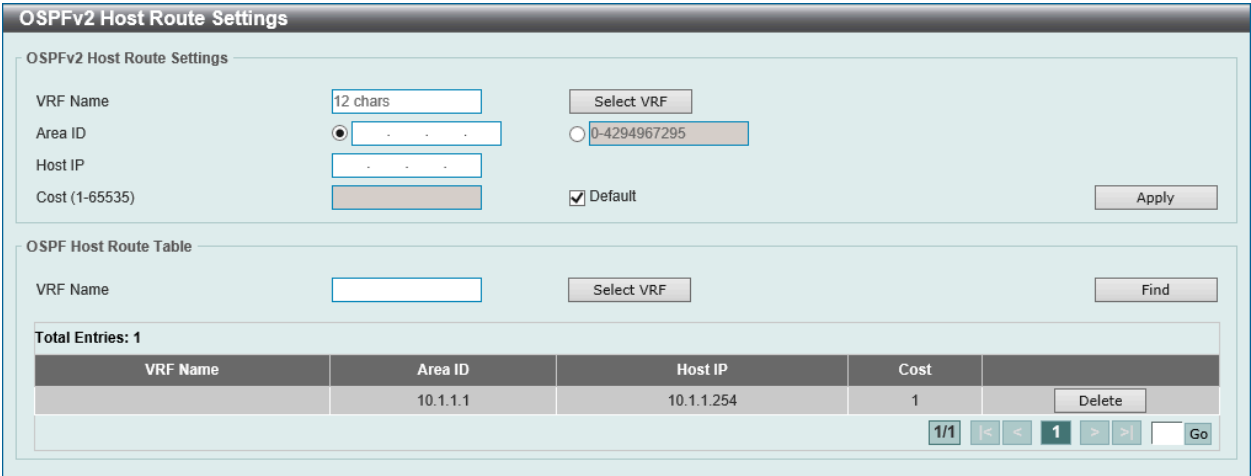 OSPFv2 Host Route Settings
OSPFv2 Host Route Settings
VRF Name 12 chars Select VRF
Area ID . . . 0-4294967295
Host IP . . .
Cost (1-65535) Default Apply
OSPF Host Route Table
VRF Name Select VRF Find
Total Entries: 1
VRF Name Area ID Host IP Cost
10.1.1.1 10.1.1.254 1 Delete
1/1 |< < 1 > >| Go